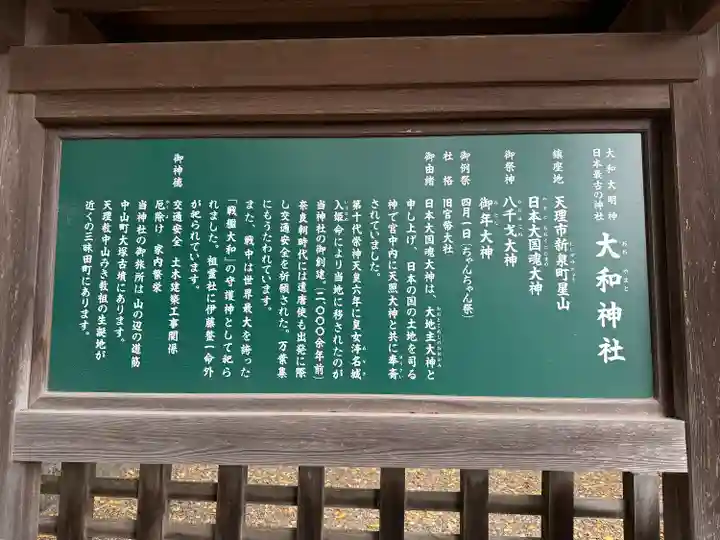 大和大明神
日本最古の神社
大和神社
おお やまと
鎮座地 天理市新泉町星山
御祭神 日本大国魂大神
八千戈大神
御年大神
御例祭 四月一日(ちゃんちゃん祭)
社格 旧官幣大社
御由緒 日本大国魂大神は、大地主大神と
申し上げ、日本の国の土地を司る
神で宮中内に天照大神と共に奉斎
されていました。
第十代崇神天皇六年に皇女渟名城
入姫命により当地に移されたのが
当神社の御創建。(二、〇〇〇余年前)
奈良朝時代には遣唐使も出発に際
し交通安全を祈願された。万葉集
にもうたわれています。
また、戦中は世界最大を誇った
「戦艦大和」の守護神として祀ら
れました。祖霊社に伊藤整一命外
が祀られています。
御神徳 交通安全 土木建築工事関係
厄除け 家内繁栄
当神社の御旅所は山の辺の道筋
中山町大塚古墳にあります。
天理教中山みき教祖の生誕地が
近くの三昧田町にあります。